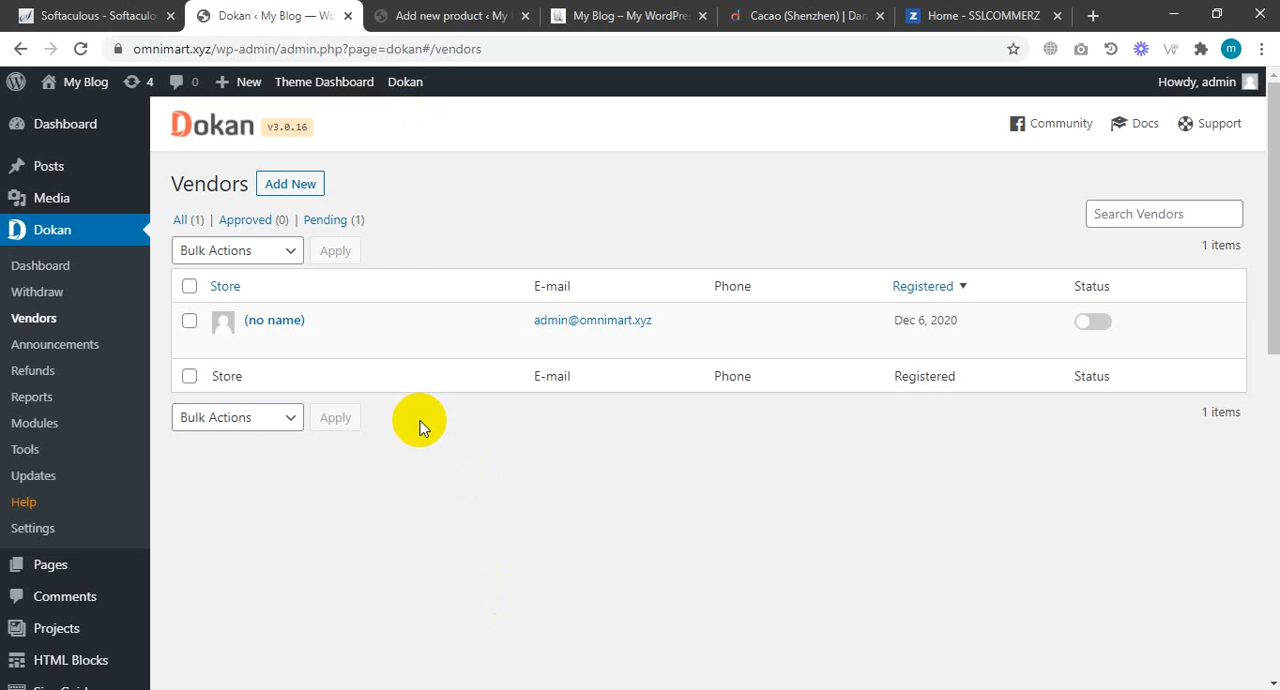 Softaculous - Softaculo
Dokan ‹ My Blog — Wo
Add new product ‹ My
My Blog – My WordPre
Cacao (Shenzhen) | Dar
Home - SSLCOMMERZ
omnimart.xyz/wp-admin/admin.php?page=dokan#/vendors
m
My Blog
4
0
New
Theme Dashboard
Dokan
Howdy, admin
Dashboard
Posts
Media
Dokan
Dashboard
Withdraw
Vendors
Announcements
Refunds
Reports
Modules
Tools
Updates
Help
Settings
Pages
Comments
Projects
HTML Blocks
Dokan v3.0.16
Community
Docs
Support
Vendors Add New
All (1) | Approved (0) | Pending (1)
Search Vendors
Bulk Actions Apply
1 items
Store E-mail Phone Registered Status
(no name) admin@omnimart.xyz Dec 6, 2020
Store E-mail Phone Registered Status
Bulk Actions Apply
1 items